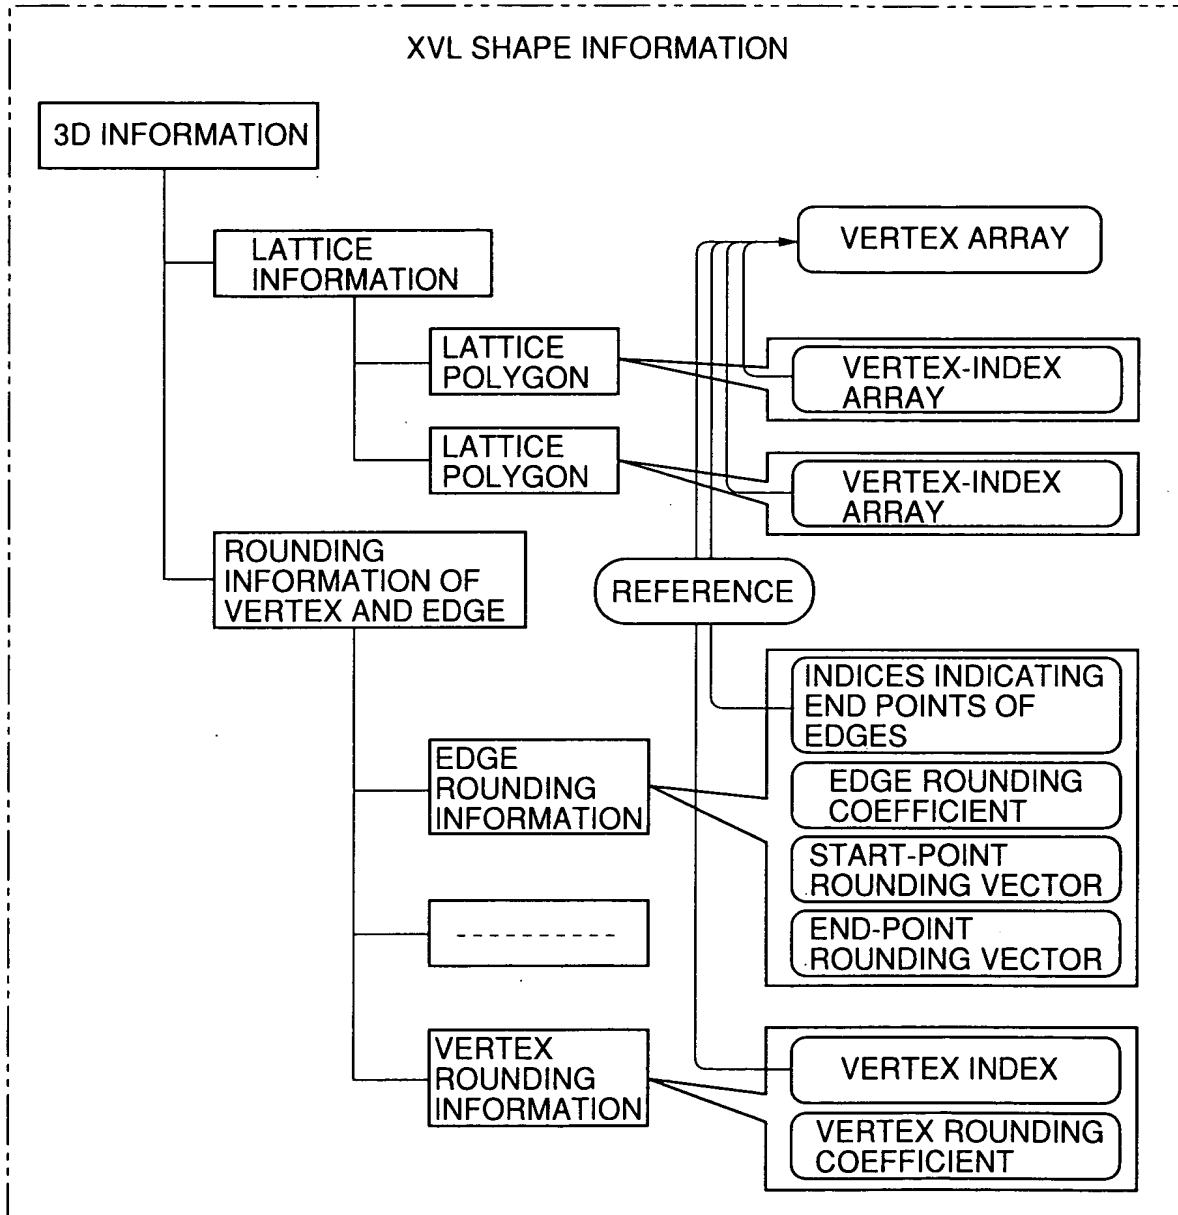 XVL SHAPE INFORMATION
3D INFORMATION
LATTICE
INFORMATION
VERTEX ARRAY
LATTICE
POLYGON
VERTEX-INDEX
ARRAY
LATTICE
POLYGON
VERTEX-INDEX
ARRAY
ROUNDING
INFORMATION OF
VERTEX AND EDGE
REFERENCE
INDICES INDICATING
END POINTS OF
EDGES
EDGE
ROUNDING
INFORMATION
EDGE ROUNDING
COEFFICIENT
START-POINT
ROUNDING VECTOR
END-POINT
ROUNDING VECTOR
VERTEX
ROUNDING
INFORMATION
VERTEX INDEX
VERTEX ROUNDING
COEFFICIENT